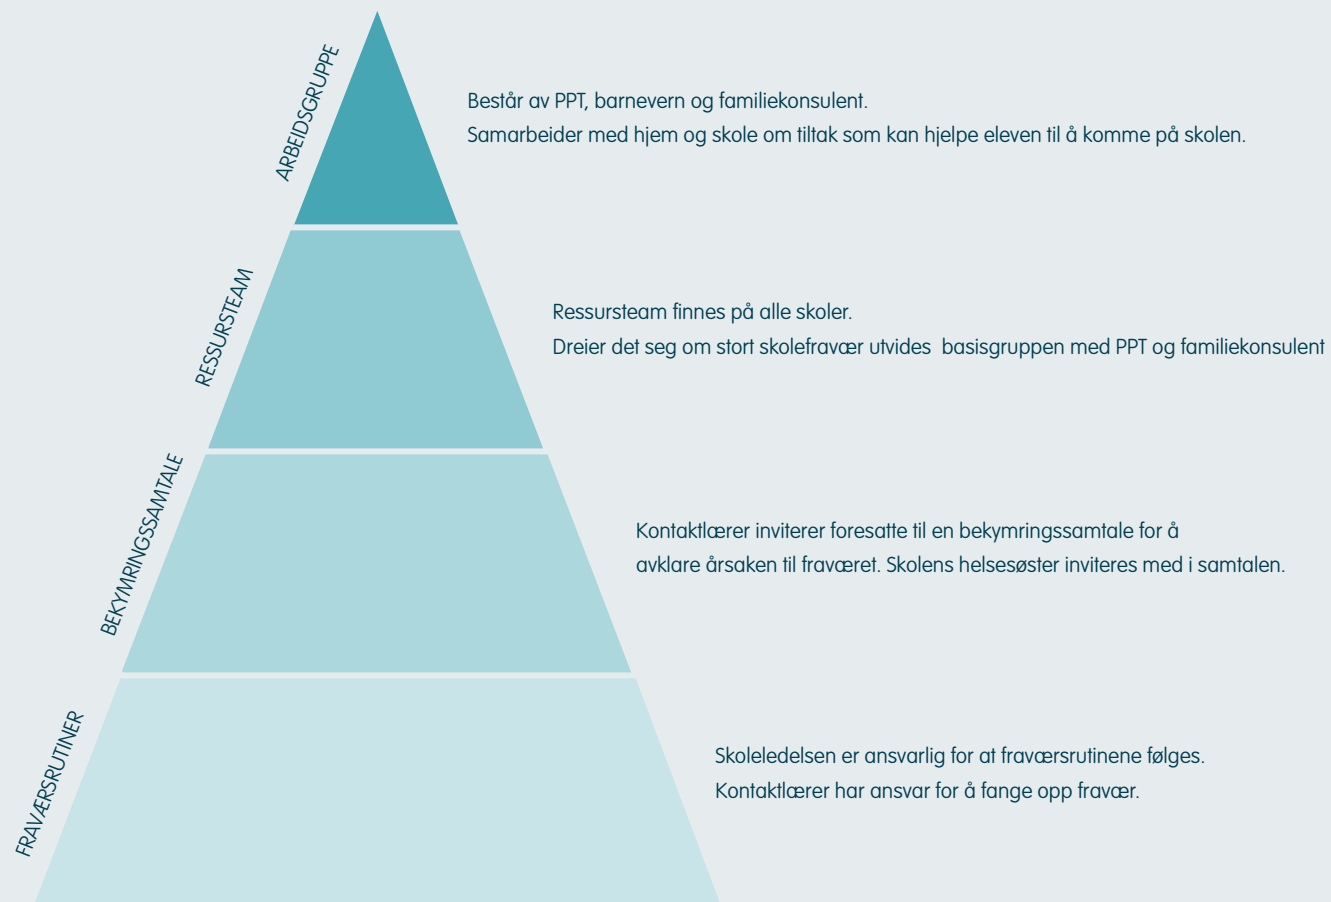 ARBEIDSGRUPPE
Består av PPT, barnevern og familiekonsulent.
Samarbeider med hjem og skole om tiltak som kan hjelpe eleven til å komme på skolen.
RESSURSTEAM
Ressursteam finnes på alle skoler.
Dreier det seg om stort skolefravær utvides  basisgruppen med PPT og familiekonsulent
BEKYMRINGSSAMTALE
Kontaktlærer inviterer foresatte til en bekymringssamtale for å
avklare årsaken til fraværet. Skolens helsesøster inviteres med i samtalen.
FRAVÆRSRUTINER
Skoleledelsen er ansvarlig for at fraværsrutinene følges.
Kontaktlærer har ansvar for å fange opp fravær.